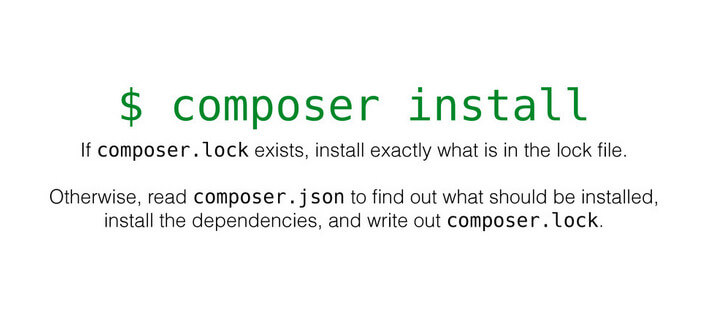 $ composer install
If composer.lock exists, install exactly what is in the lock file.
Otherwise, read composer.json to find out what should be installed,
install the dependencies, and write out composer.lock.